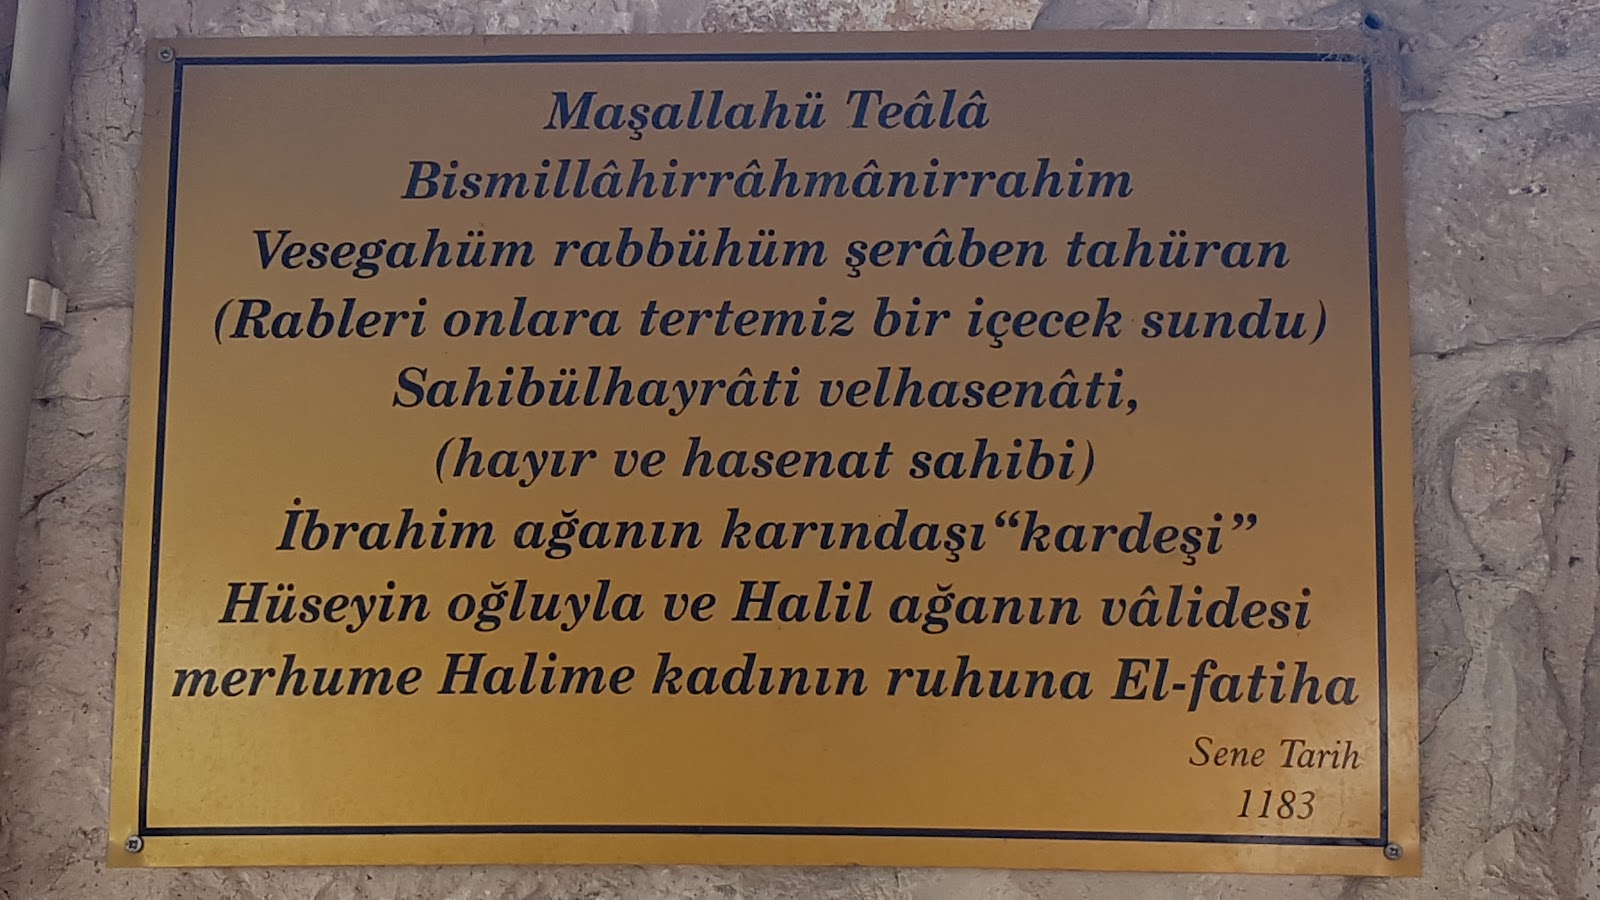 Maşallahü Teâlâ
Bismillâhirrâhmânirrahim
Vesegahüm rabbühüm şerâben tahüran
(Rableri onlara tertemiz bir içecek sundu)
Sahibülhayrâti velhasenâti,
(hayır ve hasenat sahibi)
İbrahim ağanın karındaşı “kardeşi”
Hüseyin oğluyla ve Halil ağanın vâlidesi
merhume Halime kadının ruhuna El-fatiha
Sene Tarih
1183